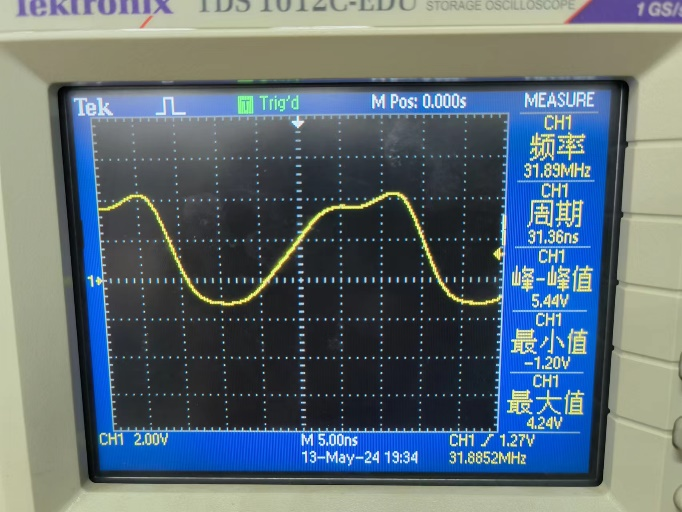 Tektronix TDS 1012C-EDU STORAGE OSCILLOSCOPE 1 GS/s
Tek T Trig'd M Pos: 0.000s MEASURE
CH1
频率
31.89MHz
CH1
周期
31.36ns
CH1
峰-峰值
5.44V
CH1
最小值
-1.20V
CH1
最大值
4.24V
1
CH1 2.00V M 5.00ns CH1 1.27V
13-May-24 19:34 31.8852MHz